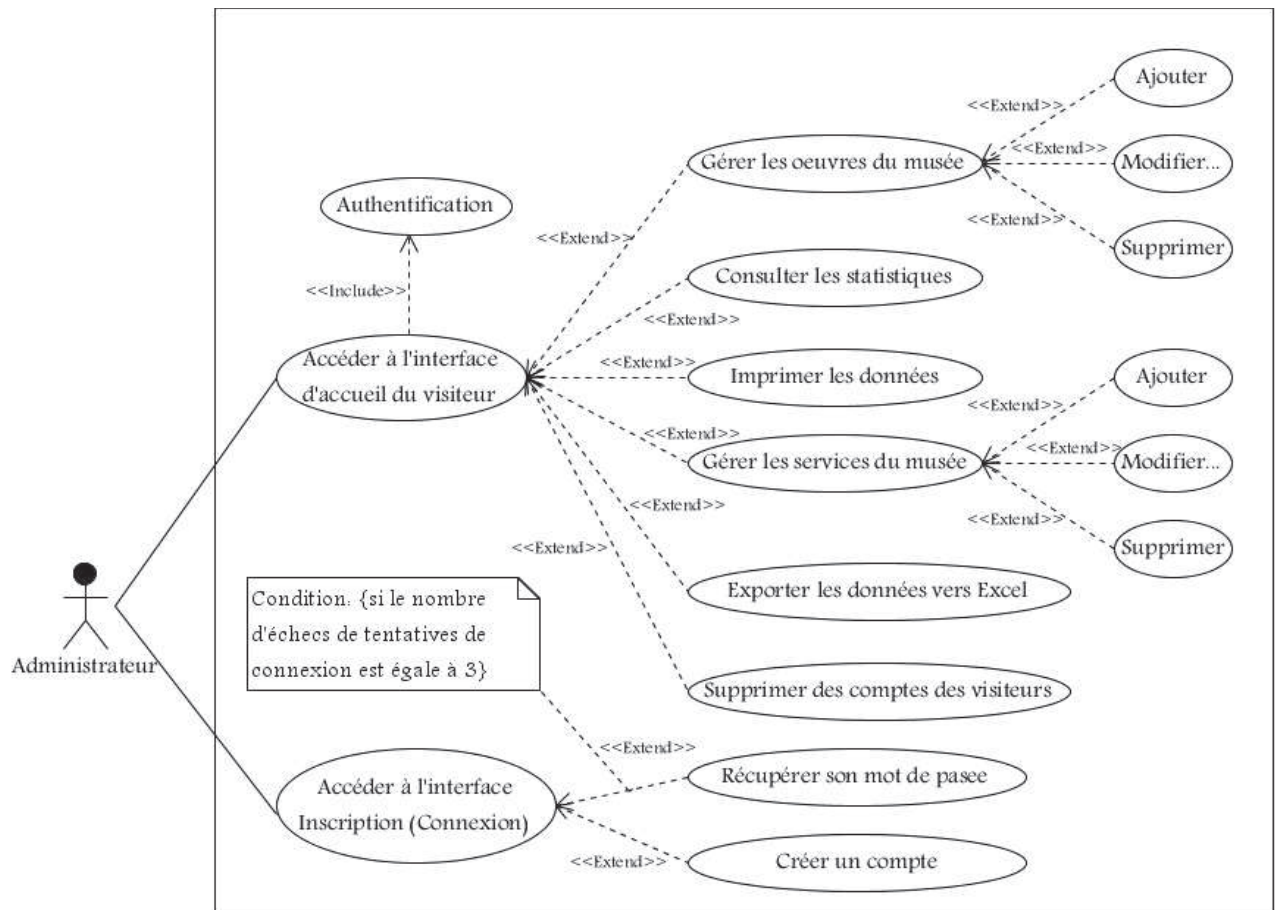 Ajouter
<<Extend>>
Gérer les oeuvres du musée
<<Extend>>
Modifier...
Authentification
<<Extend>>
<<Extend>>
Supprimer
Consulter les statistiques
<<Include>>
<<Extend>>
Accéder à l'interface
d'accueil du visiteur
<<Extend>>
Imprimer les données
Ajouter
<<Extend>>
<<Extend>>
Gérer les services du musée
<<Extend>>
Modifier...
<<Extend>>
<<Extend>>
<<Extend>>
Supprimer
Exporter les données vers Excel
Condition: {si le nombre
d'échecs de tentatives de
connexion est égale à 3}
Administrateur
Supprimer des comptes des visiteurs
<<Extend>>
Accéder à l'interface
Inscription (Connexion)
Récupérer son mot de pasee
<<Extend>>
Créer un compte